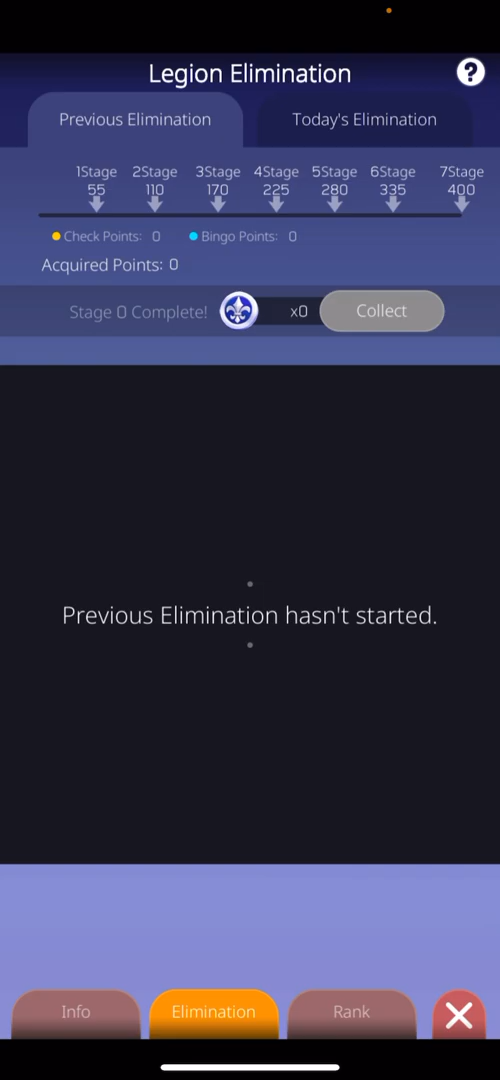 Legion Elimination
?
Previous Elimination
Today's Elimination
1Stage 2Stage 3Stage 4Stage 5Stage 6Stage 7Stage
55 110 170 225 280 335 400
Check Points: 0 Bingo Points: 0
Acquired Points: 0
Stage 0 Complete! x0 Collect
Previous Elimination hasn't started.
Info Elimination Rank